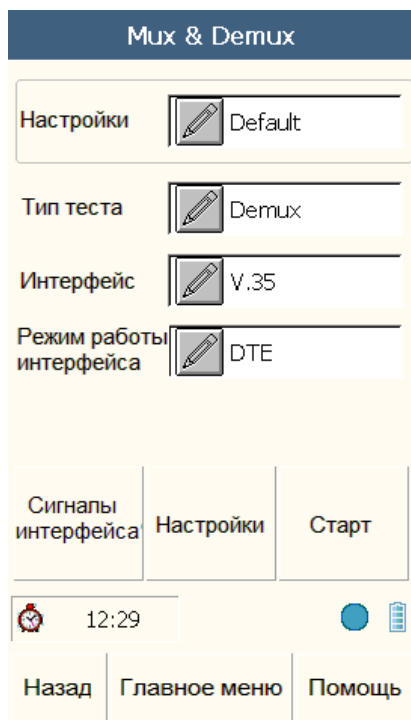 Mux & Demux
Настройки Default
Тип теста Demux
Интерфейс V.35
Режим работы
интерфейса DTE
Сигналы
интерфейса Настройки Старт
12:29
Назад Главное меню Помощь